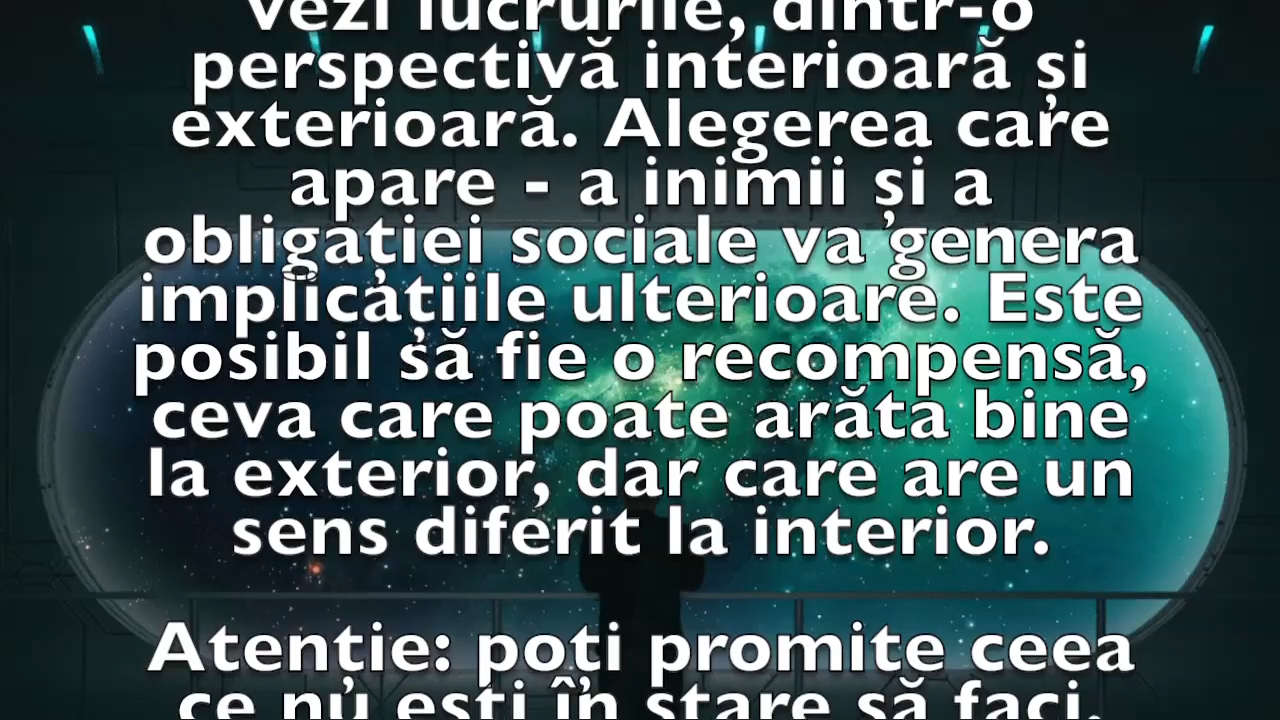 vezi lucrurile, dintr-o
perspectivă interioară și
exterioară. Alegerea care
apare - a inimii și a
obligației sociale va genera
implicațiile ulterioare. Este
posibil să fie o recompensă,
ceva care poate arăta bine
la exterior, dar care are un
sens diferit la interior.
Atenție: poți promite ceea
ce nu ești în stare să faci.